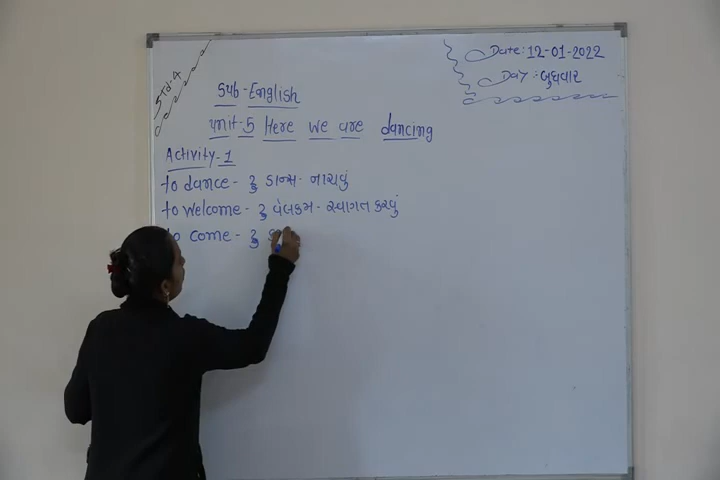 Std-4
Date: 12-01-2022
Day: બુધવાર
Sub-English
Unit-5 Here we are dancing
Activity-1
to dance - ટુ ડાન્સ - નાચવું
to welcome - ટુ વેલકમ - સ્વાગત કરવું
to come - ટુ